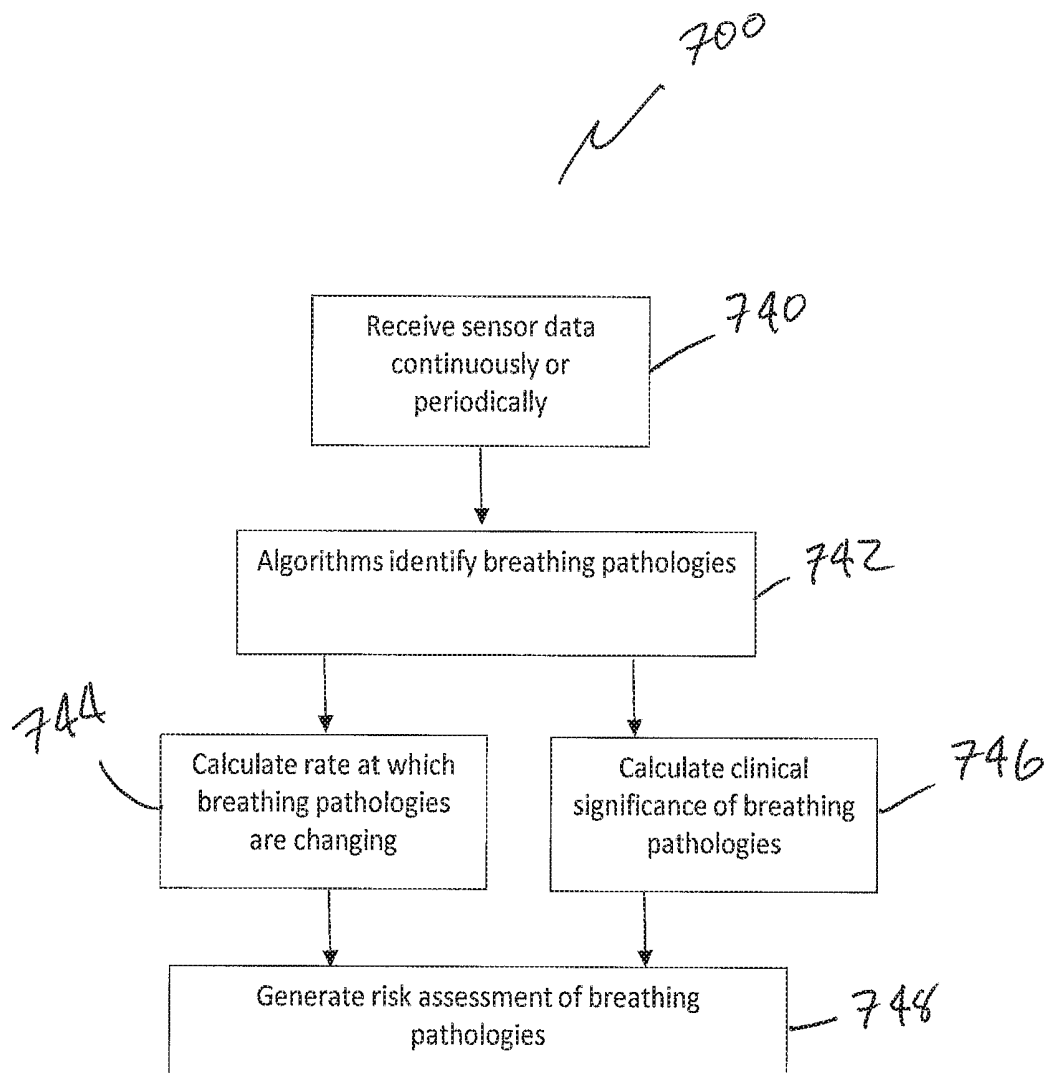 700
Receive sensor data
continuously or
periodically
740
Algorithms identify breathing pathologies
742
744
Calculate rate at which
breathing pathologies
are changing
Calculate clinical
significance of breathing
pathologies
746
Generate risk assessment of breathing
pathologies
748